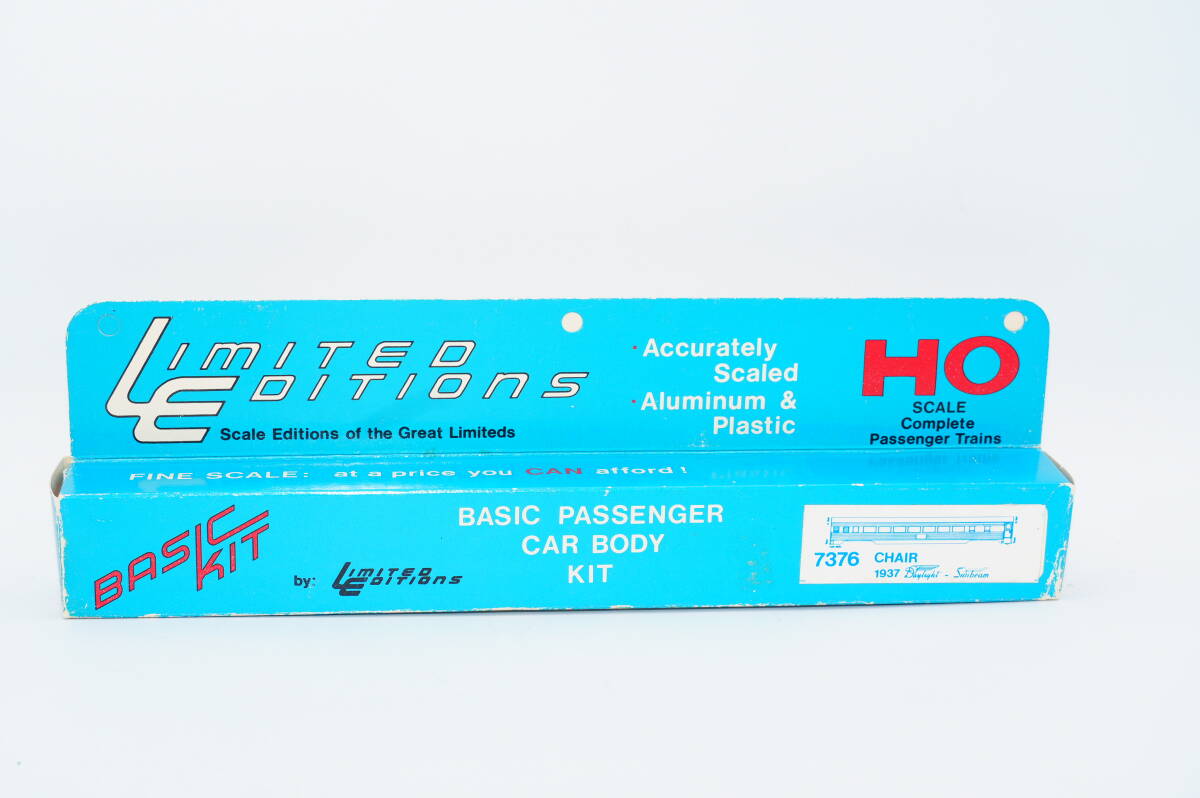 LIMITED
EDITIONS
Scale Editions of the Great Limiteds
· Accurately
Scaled
· Aluminum &
Plastic
HO
SCALE
Complete
Passenger Trains
FINE SCALE: at a price you CAN afford!
BASIC
KIT
by: LIMITED
EDITIONS
BASIC PASSENGER
CAR BODY
KIT
7376 CHAIR
1937 Daylight - Sunbeam